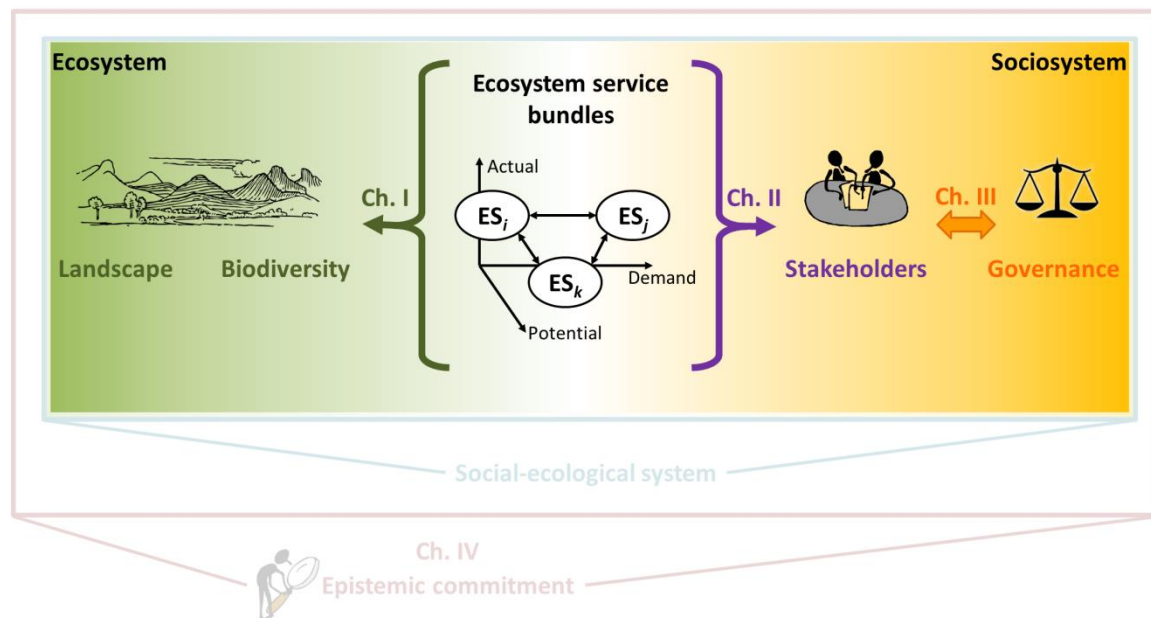 Ecosystem
Sociosystem
Ecosystem service
bundles
Actual
Ch. I
Ch. II
Ch. III
ESi
ESj
ESk
Landscape
Biodiversity
Demand
Stakeholders
Governance
Potential
Social-ecological system
Ch. IV
Epistemic commitment